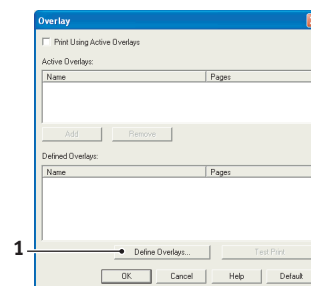 Overlay
Print Using Active Overlays
Active Overlays:
Name Pages
Add Remove
Defined Overlays:
Name Pages
1 Define Overlays... Test Print
OK Cancel Help Default